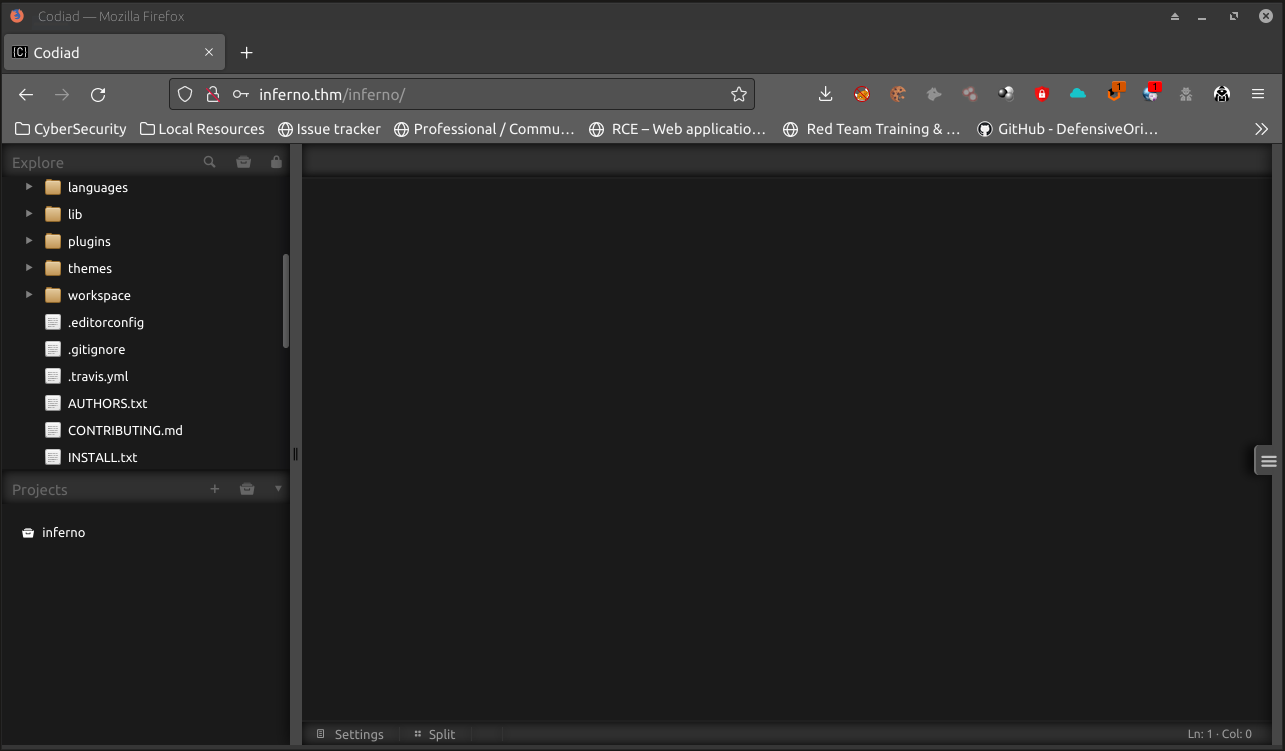 Codiad — Mozilla Firefox
[C] Codiad
inferno.thm/inferno/
1
1
CyberSecurity Local Resources Issue tracker Professional / Commu… RCE – Web applicatio… Red Team Training & … GitHub - DefensiveOri…
Explore
languages
lib
plugins
themes
workspace
.editorconfig
.gitignore
.travis.yml
AUTHORS.txt
CONTRIBUTING.md
INSTALL.txt
Projects
inferno
Settings Split Ln: 1 · Col: 0